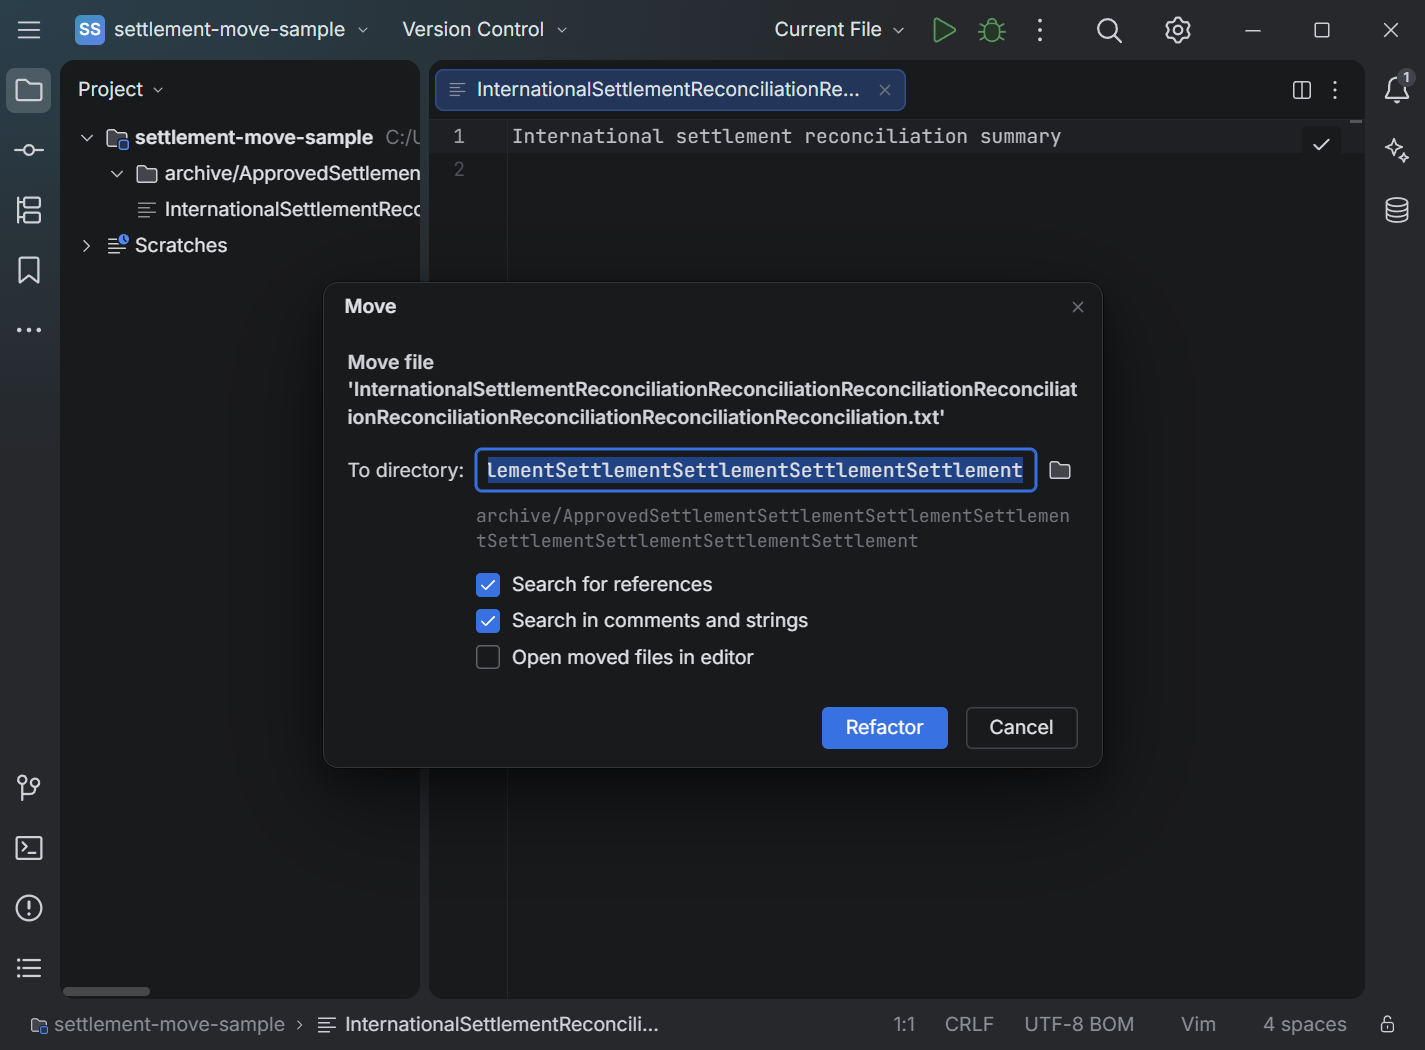 SS settlement-move-sample Version Control Current File
Project
InternationalSettlementReconciliationRe...
1
settlement-move-sample C:/U
archive/ApprovedSettlemen
InternationalSettlementReco
Scratches
1 International settlement reconciliation summary
2
Move
Move file
'InternationalSettlementReconciliationReconciliationReconciliationReconciliat
ionReconciliationReconciliationReconciliationReconciliation.txt'
To directory: lementSettlementSettlementSettlementSettlement
archive/ApprovedSettlementSettlementSettlementSettlemen
tSettlementSettlementSettlementSettlement
Search for references
Search in comments and strings
Open moved files in editor
Refactor Cancel
settlement-move-sample InternationalSettlementReconcili... 1:1 CRLF UTF-8 BOM Vim 4 spaces